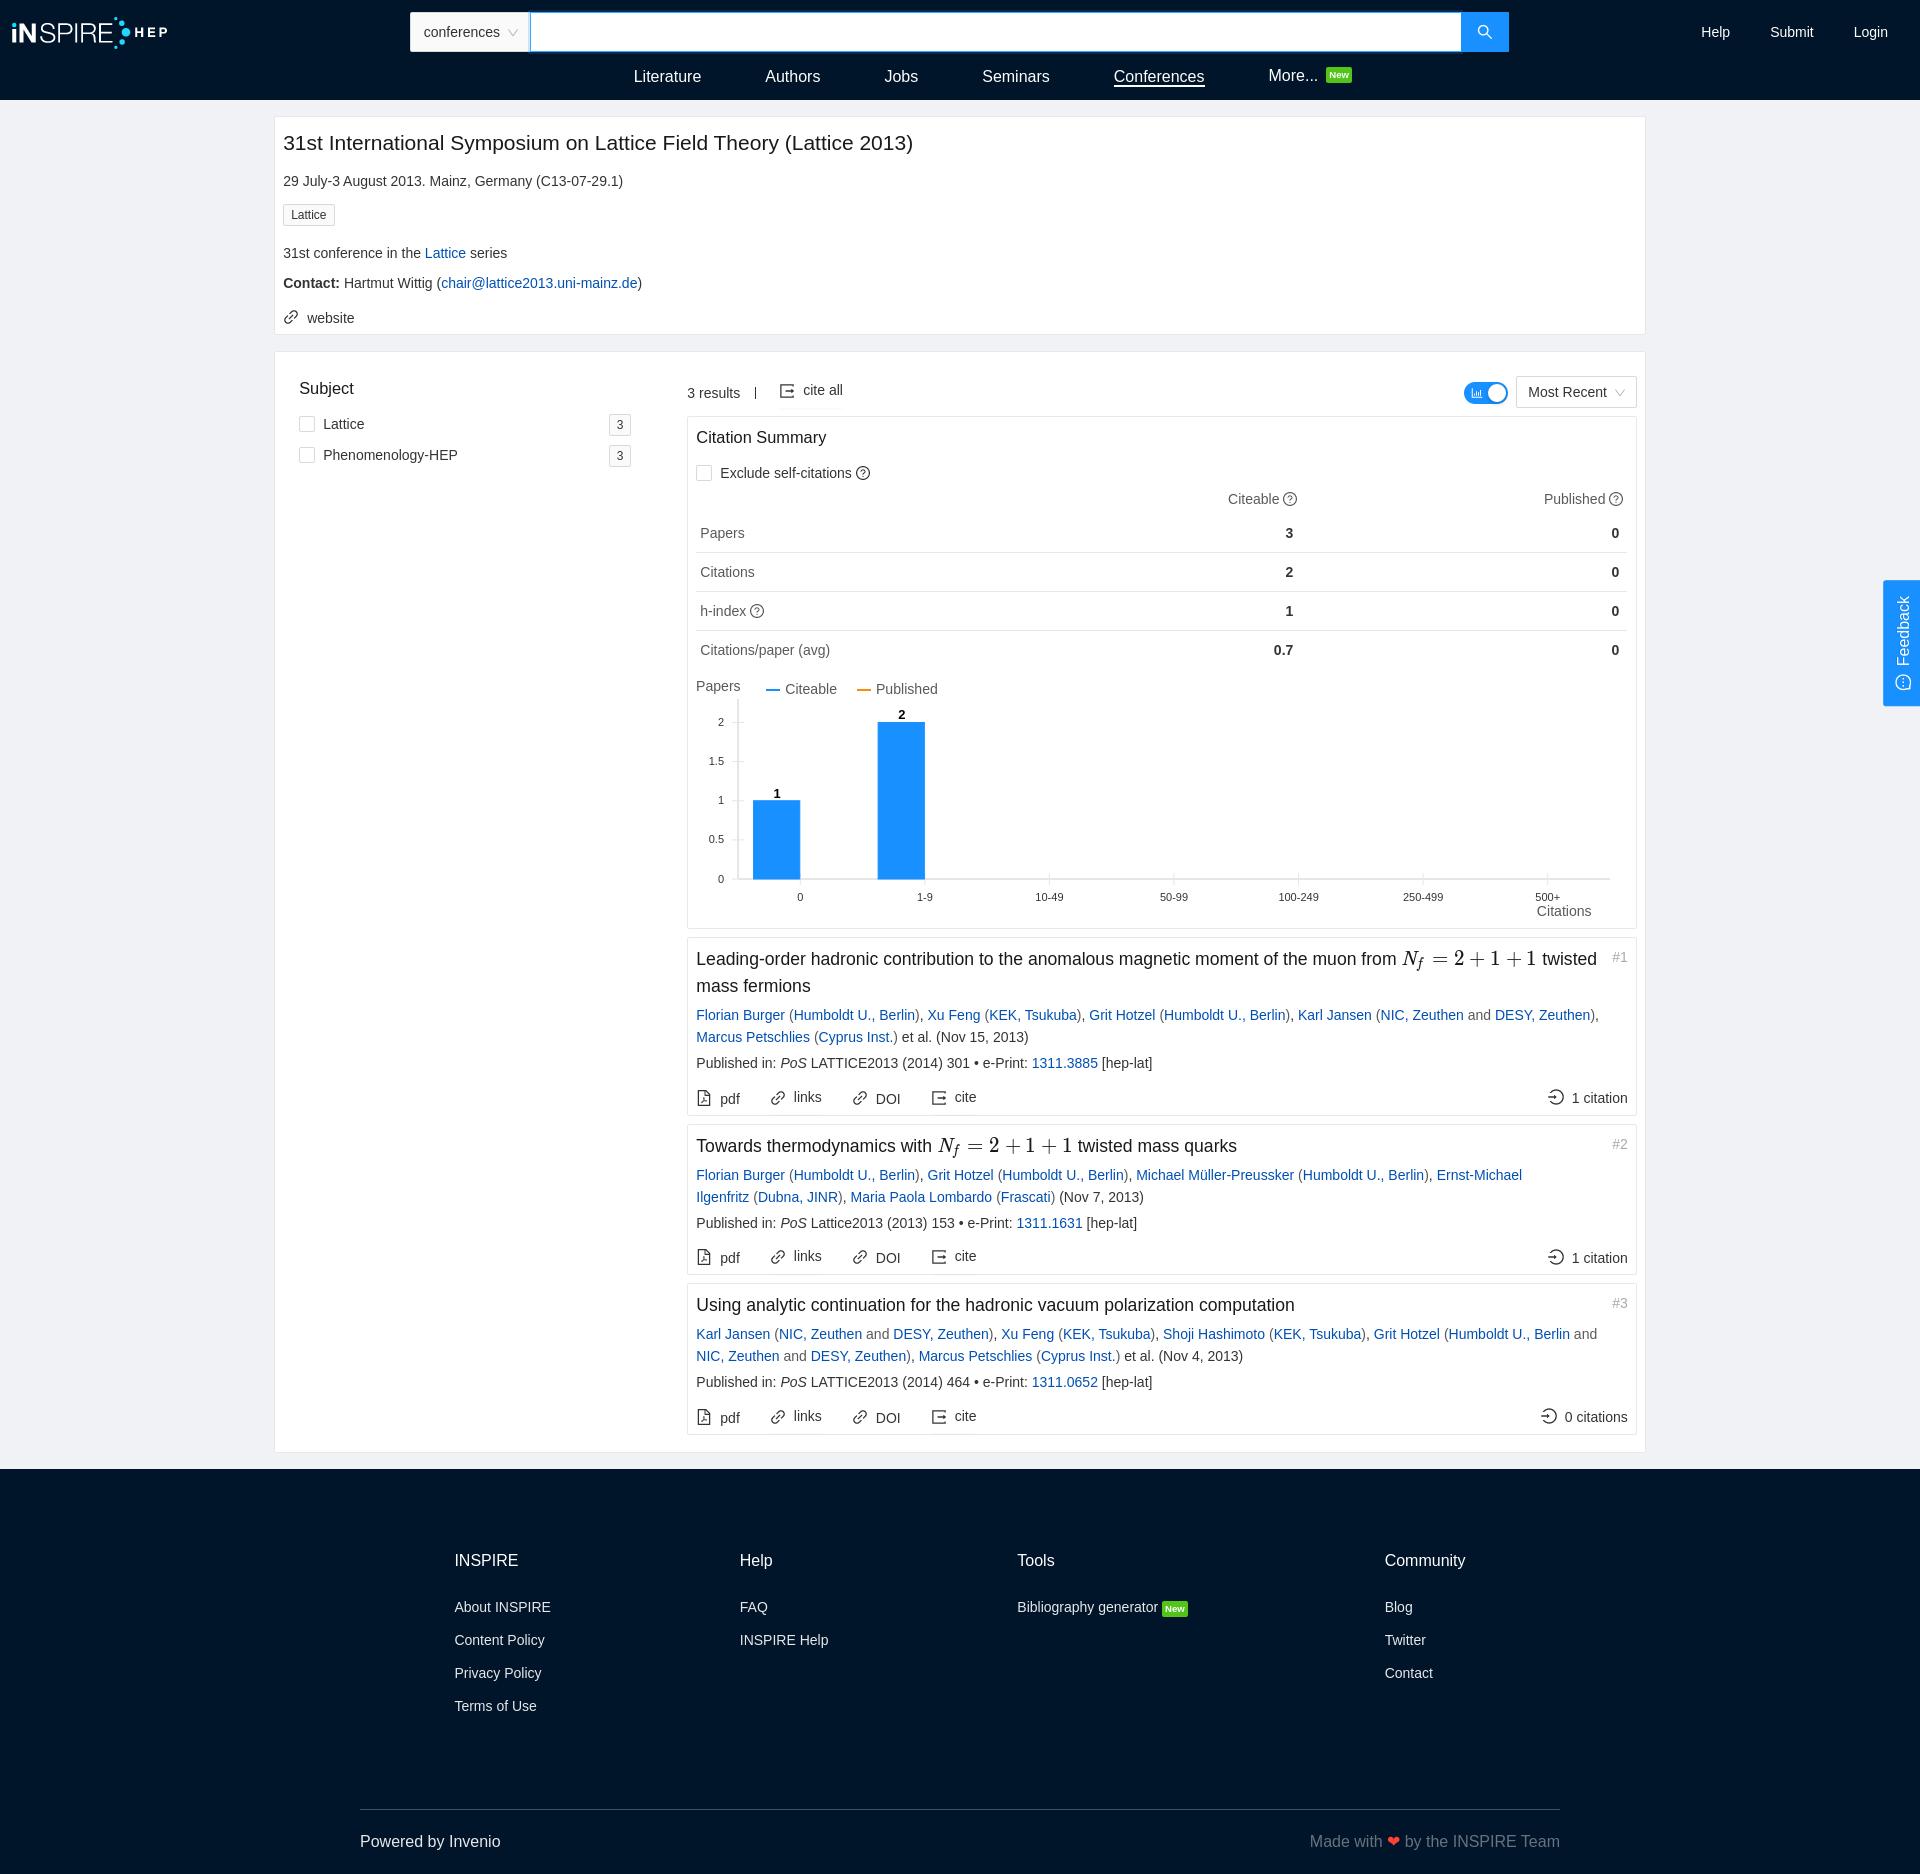 iNSPIRE HEP
conferences
Help Submit Login
Literature Authors Jobs Seminars Conferences More... New
31st International Symposium on Lattice Field Theory (Lattice 2013)
29 July-3 August 2013. Mainz, Germany (C13-07-29.1)
Lattice
31st conference in the Lattice series
Contact: Hartmut Wittig (chair@lattice2013.uni-mainz.de)
website
Subject
Lattice 3
Phenomenology-HEP 3
3 results | cite all
Most Recent
Citation Summary
Exclude self-citations
Citeable Published
Papers 3 0
Citations 2 0
h-index 1 0
Citations/paper (avg) 0.7 0
Papers Citeable Published
2
2
1.5
1
1
0.5
0
0 1-9 10-49 50-99 100-249 250-499 500+
Citations
Leading-order hadronic contribution to the anomalous magnetic moment of the muon from N_f = 2 + 1 + 1 twisted #1
mass fermions
Florian Burger (Humboldt U., Berlin), Xu Feng (KEK, Tsukuba), Grit Hotzel (Humboldt U., Berlin), Karl Jansen (NIC, Zeuthen and DESY, Zeuthen),
Marcus Petschlies (Cyprus Inst.) et al. (Nov 15, 2013)
Published in: PoS LATTICE2013 (2014) 301 • e-Print: 1311.3885 [hep-lat]
pdf links DOI cite 1 citation
Towards thermodynamics with N_f = 2 + 1 + 1 twisted mass quarks #2
Florian Burger (Humboldt U., Berlin), Grit Hotzel (Humboldt U., Berlin), Michael Müller-Preussker (Humboldt U., Berlin), Ernst-Michael
Ilgenfritz (Dubna, JINR), Maria Paola Lombardo (Frascati) (Nov 7, 2013)
Published in: PoS Lattice2013 (2013) 153 • e-Print: 1311.1631 [hep-lat]
pdf links DOI cite 1 citation
Using analytic continuation for the hadronic vacuum polarization computation #3
Karl Jansen (NIC, Zeuthen and DESY, Zeuthen), Xu Feng (KEK, Tsukuba), Shoji Hashimoto (KEK, Tsukuba), Grit Hotzel (Humboldt U., Berlin and
NIC, Zeuthen and DESY, Zeuthen), Marcus Petschlies (Cyprus Inst.) et al. (Nov 4, 2013)
Published in: PoS LATTICE2013 (2014) 464 • e-Print: 1311.0652 [hep-lat]
pdf links DOI cite 0 citations
Feedback
INSPIRE
About INSPIRE
Content Policy
Privacy Policy
Terms of Use
Help
FAQ
INSPIRE Help
Tools
Bibliography generator New
Community
Blog
Twitter
Contact
Powered by Invenio
Made with ❤ by the INSPIRE Team